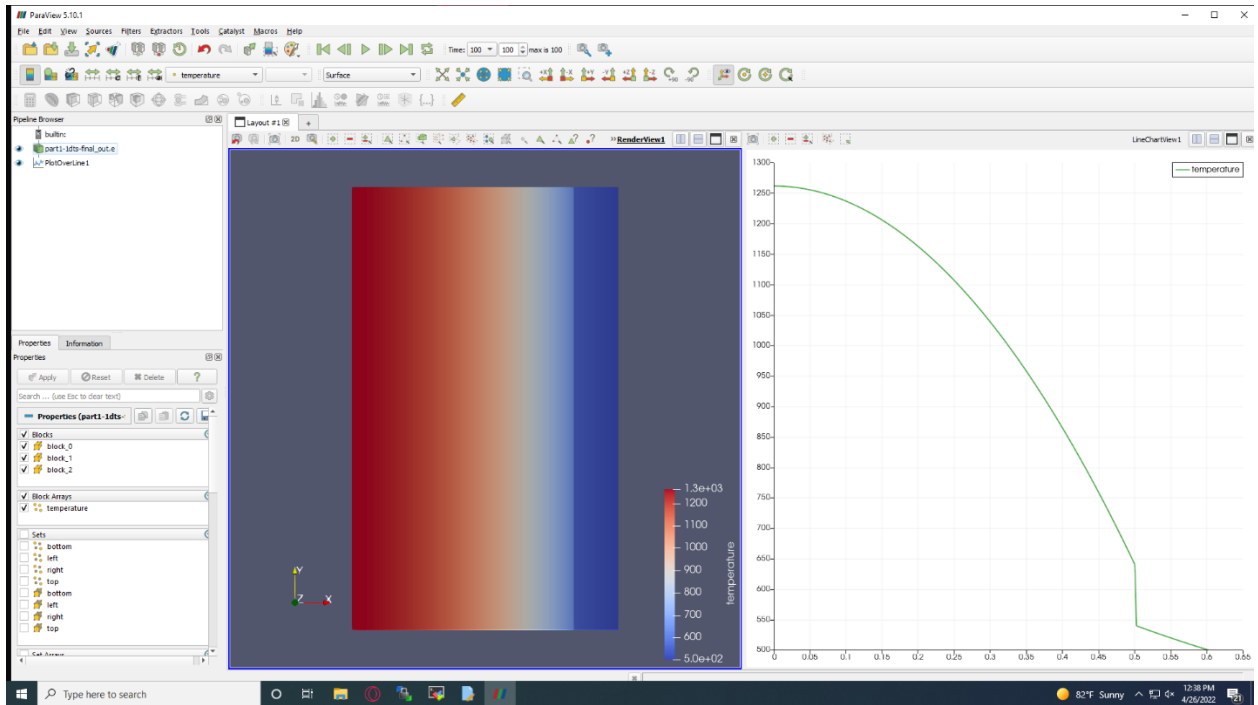 ParaView 5.10.1
File Edit View Sources Filters Extractors Tools Catalyst Macros Help
Time: 100 100 max is 100
temperature Surface
Pipeline Browser
builtin:
part1-1dts-final_out.e
PlotOverLine1
Layout #1 +
2D RenderView1
LineChartView1
Properties Information
Properties
Apply Reset Delete ?
Search ... (use Esc to clear text)
Properties (part1-1dts-
Blocks
block_0
block_1
block_2
Block Arrays
temperature
Sets
bottom
left
right
top
bottom
left
right
top
Set Arrays
Y
Z X
1.3e+03
1200
1100
1000
900
800
700
600
5.0e+02
temperature
temperature
1300
1250
1200
1150
1100
1050
1000
950
900
850
800
750
700
650
600
550
500
0 0.05 0.1 0.15 0.2 0.25 0.3 0.35 0.4 0.45 0.5 0.55 0.6 0.65
Type here to search
82°F Sunny
12:38 PM
4/26/2022
21